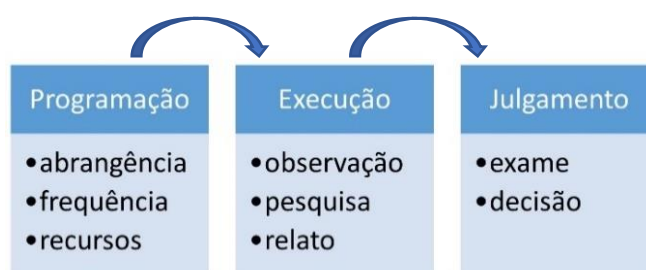 Programação
•abrangência
•frequência
•recursos
Execução
•observação
•pesquisa
•relato
Julgamento
•exame
•decisão